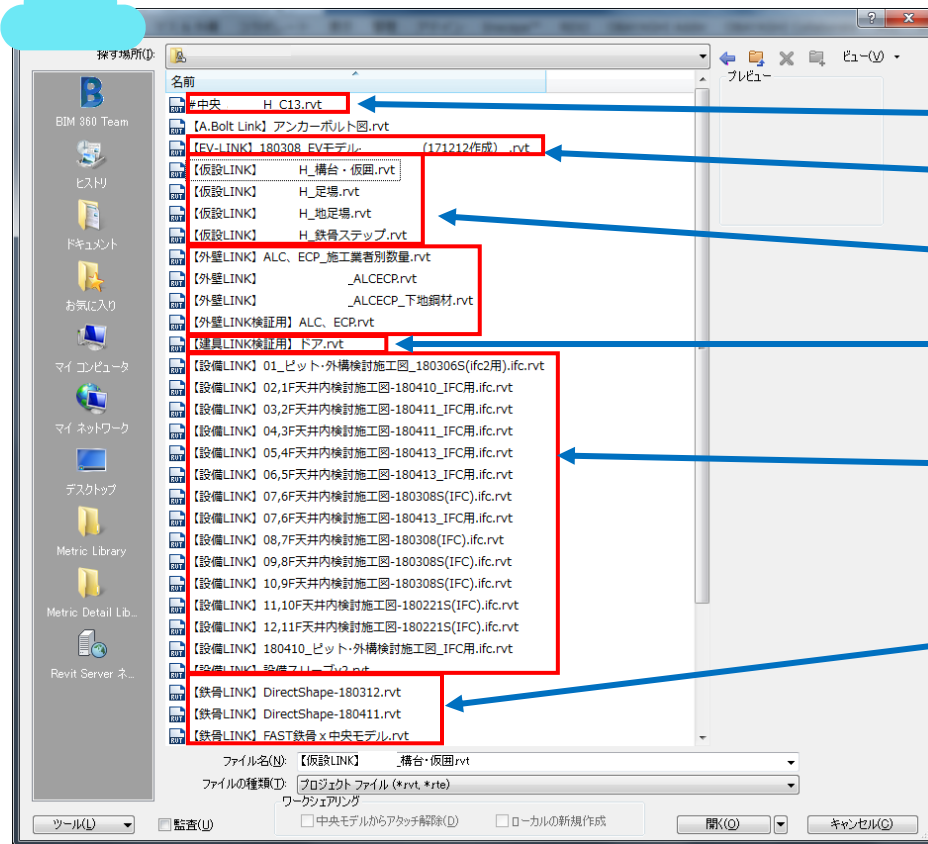 探す場所(I):
ビュー(V)
プレビュー
名前
BIM 360 Team
ヒストリ
ドキュメント
お気に入り
マイ コンピュータ
マイ ネットワーク
デスクトップ
Metric Library
Metric Detail Lib...
Revit Server ネ...
#中央 H_C13.rvt
【A.Bolt Link】アンカーボルト図.rvt
【EV-LINK】180308_EVモデル- (171212作成) .rvt
【仮設LINK】 H_構台・仮囲.rvt
【仮設LINK】 H_足場.rvt
【仮設LINK】 H_地足場.rvt
【仮設LINK】 H_鉄骨ステップ.rvt
【外壁LINK】ALC、ECP_施工業者別数量.rvt
【外壁LINK】 _ALCECP.rvt
【外壁LINK】 _ALCECP_下地鋼材.rvt
【外壁LINK検証用】ALC、ECP.rvt
【建具LINK検証用】ドア.rvt
【設備LINK】01_ピット・外構検討施工図_180306S(ifc2用).ifc.rvt
【設備LINK】02,1F天井内検討施工図-180410_IFC用.ifc.rvt
【設備LINK】03,2F天井内検討施工図-180411_IFC用.ifc.rvt
【設備LINK】04,3F天井内検討施工図-180411_IFC用.ifc.rvt
【設備LINK】05,4F天井内検討施工図-180413_IFC用.ifc.rvt
【設備LINK】06,5F天井内検討施工図-180413_IFC用.ifc.rvt
【設備LINK】07,6F天井内検討施工図-180308S(IFC).ifc.rvt
【設備LINK】07,6F天井内検討施工図-180413_IFC用.ifc.rvt
【設備LINK】08,7F天井内検討施工図-180308(IFC).ifc.rvt
【設備LINK】09,8F天井内検討施工図-180308S(IFC).ifc.rvt
【設備LINK】10,9F天井内検討施工図-180308S(IFC).ifc.rvt
【設備LINK】11,10F天井内検討施工図-180221S(IFC).ifc.rvt
【設備LINK】12,11F天井内検討施工図-180221S(IFC).ifc.rvt
【設備LINK】180410_ピット・外構検討施工図_IFC用.ifc.rvt
【設備LINK】設備スリーブv2.rvt
【鉄骨LINK】DirectShape-180312.rvt
【鉄骨LINK】DirectShape-180411.rvt
【鉄骨LINK】FAST鉄骨x中央モデル.rvt
ファイル名(N): 【仮設LINK】 _構台・仮囲.rvt
ファイルの種類(T): プロジェクト ファイル (*.rvt, *.rte)
ワークシェアリング
ツール(L)
監査(U)
中央モデルからアタッチ解除(D)
ローカルの新規作成
開く(O)
キャンセル(C)